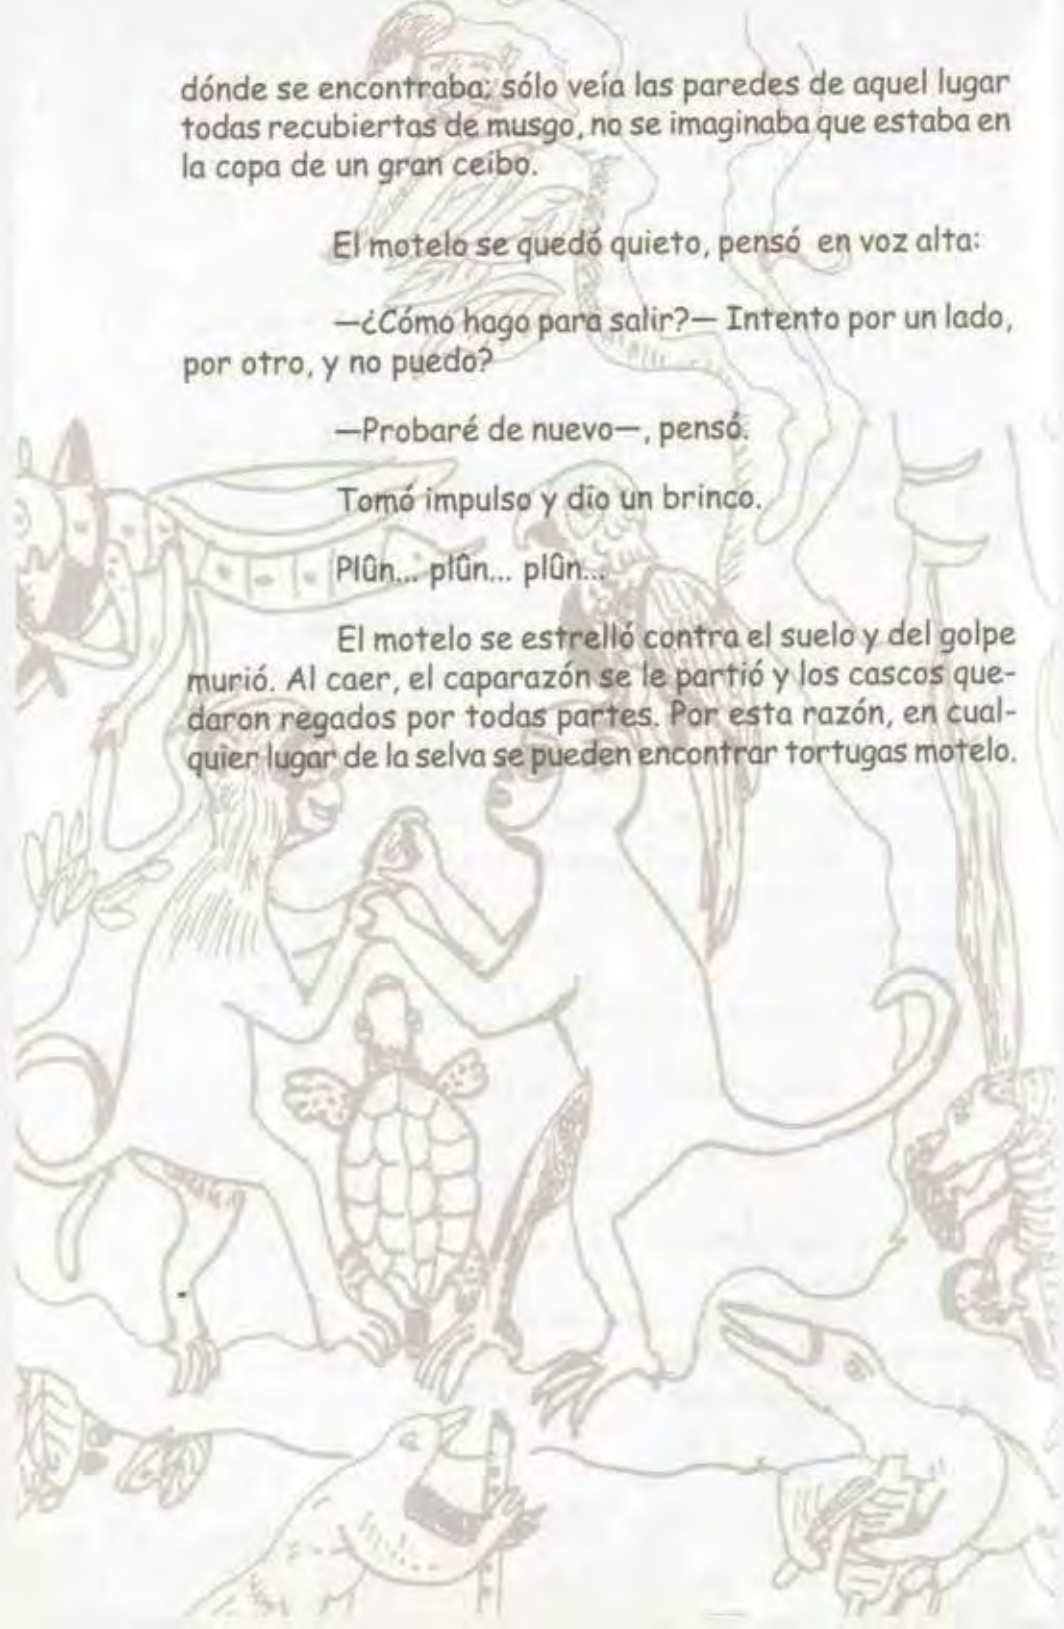 dónde se encontraba; sólo veía las paredes de aquel lugar
todas recubiertas de musgo, no se imaginaba que estaba en
la copa de un gran ceibo.
El motelo se quedó quieto, pensó en voz alta:
—¿Cómo hago para salir?— Intento por un lado,
por otro, y no puedo?
—Probaré de nuevo—, pensó.
Tomó impulso y dio un brinco.
Plûn... plûn... plûn...
El motelo se estrelló contra el suelo y del golpe
murió. Al caer, el caparazón se le partió y los cascos que-
daron regados por todas partes. Por esta razón, en cual-
quier lugar de la selva se pueden encontrar tortugas motelo.